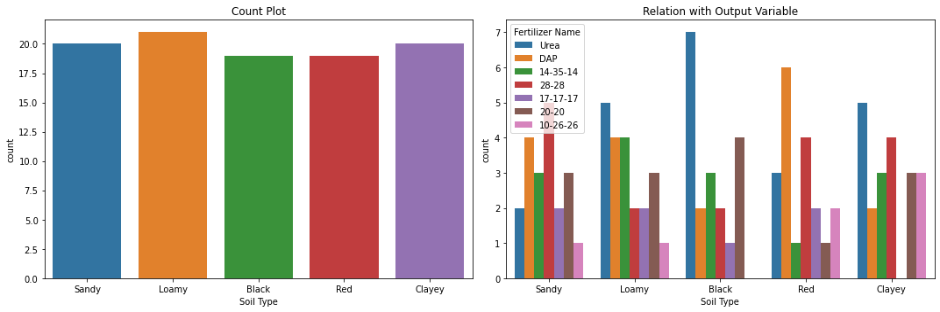 Count Plot
count
20.0
17.5
15.0
12.5
10.0
7.5
5.0
2.5
0.0
Sandy
Loamy
Black
Red
Clayey
Soil Type
Relation with Output Variable
count
7
6
5
4
3
2
1
0
Fertilizer Name
Urea
DAP
14-35-14
28-28
17-17-17
20-20
10-26-26
Sandy
Loamy
Black
Red
Clayey
Soil Type